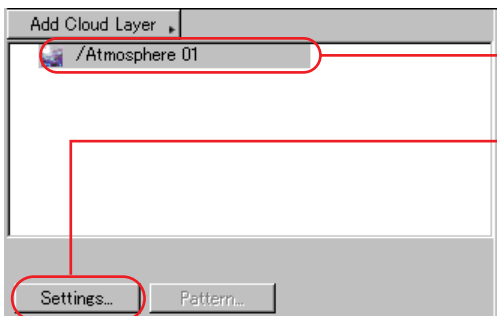 Add Cloud Layer
/Atmosphere 01
Settings...
Pattern...